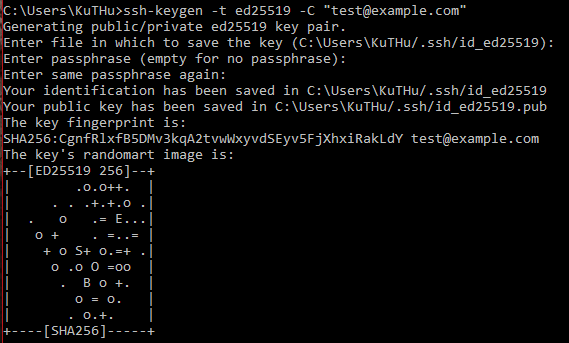 C:\Users\KuTHu>ssh-keygen -t ed25519 -C "test@example.com"
Generating public/private ed25519 key pair.
Enter file in which to save the key (C:\Users\KuTHu/.ssh/id_ed25519):
Enter passphrase (empty for no passphrase):
Enter same passphrase again:
Your identification has been saved in C:\Users\KuTHu/.ssh/id_ed25519
Your public key has been saved in C:\Users\KuTHu/.ssh/id_ed25519.pub
The key fingerprint is:
SHA256:CgnfRlxfB5DMv3kqA2tvwWxyvdSEyv5FjXhxiRakLdY test@example.com
The key's randomart image is:
+--[ED25519 256]--+
|        .o.o++.  |
|     . . .+.+.o .|
|  .   o   .= E...|
|   o +    . =..= |
|    + o S+ o.=+ .|
|     o .o O =oo  |
|      .  B o +.  |
|        o = o.   |
|       . o.+.    |
+----[SHA256]-----+